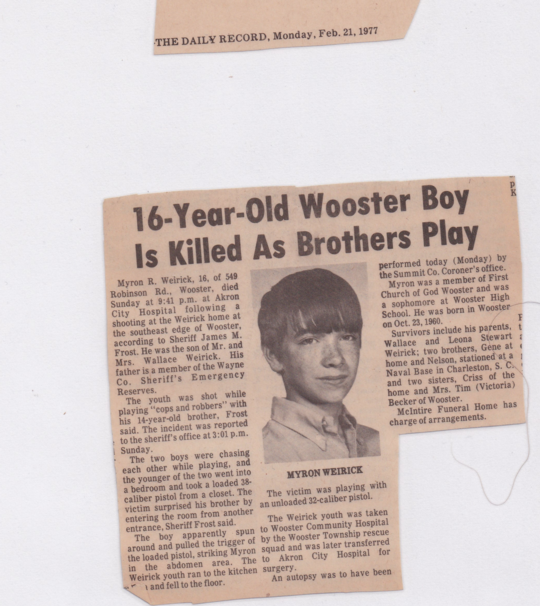 THE DAILY RECORD, Monday, Feb. 21, 1977
16-Year-Old Wooster Boy
Is Killed As Brothers Play
Myron R. Weirick, 16, of 549
Robinson Rd., Wooster, died
Sunday at 9:41 p.m. at Akron
City Hospital following a
shooting at the Weirick home at
the southeast edge of Wooster,
according to Sheriff James M.
Frost. He was the son of Mr. and
Mrs. Wallace Weirick. His
father is a member of the Wayne
Co. Sheriff's Emergency
Reserves.
The youth was shot while
playing "cops and robbers" with
his 14-year-old brother, Frost
said. The incident was reported
to the sheriff's office at 3:01 p.m.
Sunday.
The two boys were chasing
each other while playing, and
the younger of the two went into
a bedroom and took a loaded 38-
caliber pistol from a closet. The
victim surprised his brother by
entering the room from another
entrance, Sheriff Frost said.
The boy apparently spun
around and pulled the trigger of
the loaded pistol, striking Myron
in the abdomen area. The
Weirick youth ran to the kitchen
and fell to the floor.
MYRON WEIRICK
The victim was playing with
an unloaded 32-caliber pistol.
The Weirick youth was taken
to Wooster Community Hospital
by the Wooster Township rescue
squad and was later transferred
to Akron City Hospital for
surgery.
An autopsy was to have been
performed today (Monday) by
the Summit Co. Coroner's office.
Myron was a member of First
Church of God Wooster and was
a sophomore at Wooster High
School. He was born in Wooster
on Oct. 23, 1960.
Survivors include his parents,
Wallace and Leona Stewart
Weirick; two brothers, Gene at
home and Nelson, stationed at a
Naval Base in Charleston, S. C.,
and two sisters, Criss of the
home and Mrs. Tim (Victoria)
Becker of Wooster.
McIntire Funeral Home has
charge of arrangements.